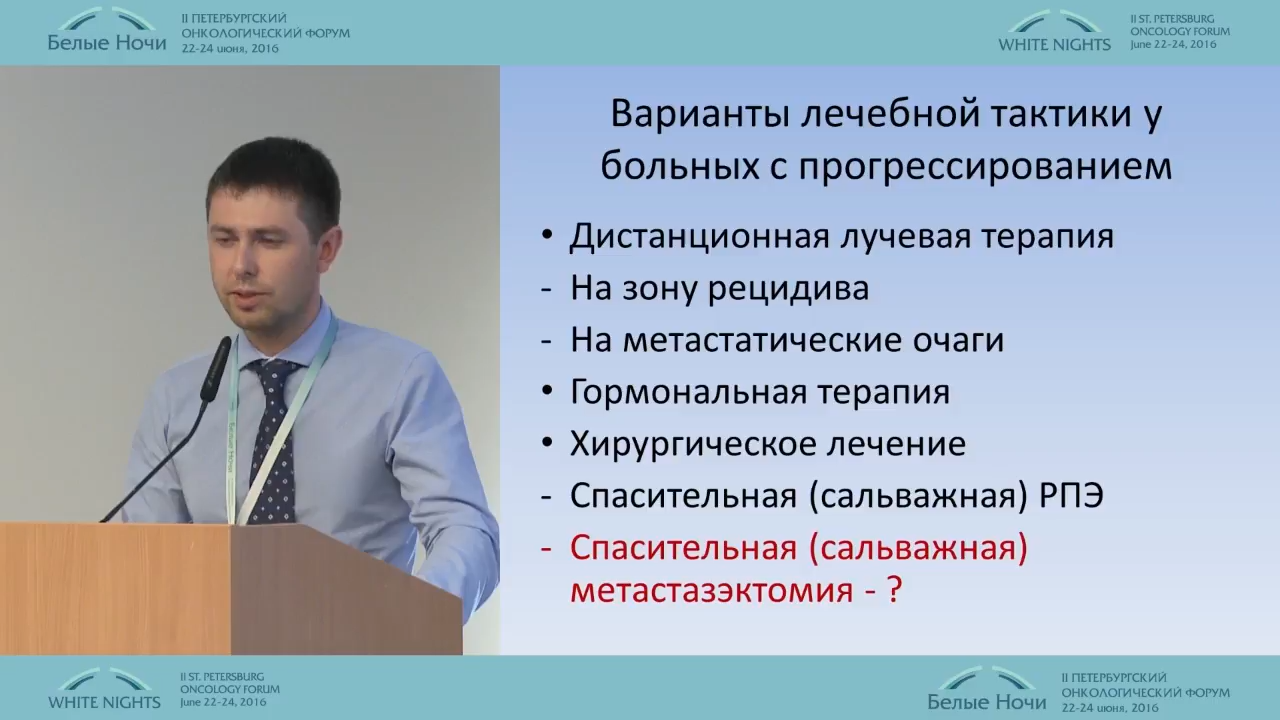 Белые Ночи
II ПЕТЕРБУРГСКИЙ
ОНКОЛОГИЧЕСКИЙ ФОРУМ
22-24 июня, 2016
WHITE NIGHTS
II ST. PETERSBURG
ONCOLOGY FORUM
June 22-24, 2016
Варианты лечебной тактики у
больных с прогрессированием
• Дистанционная лучевая терапия
- На зону рецидива
- На метастатические очаги
• Гормональная терапия
• Хирургическое лечение
- Спасительная (сальважная) РПЭ
- Спасительная (сальважная)
метастазэктомия - ?
Белые Ночи
WHITE NIGHTS
II ST. PETERSBURG
ONCOLOGY FORUM
June 22-24, 2016
Белые Ночи
II ПЕТЕРБУРГСКИЙ
ОНКОЛОГИЧЕСКИЙ ФОРУМ
22-24 июня, 2016